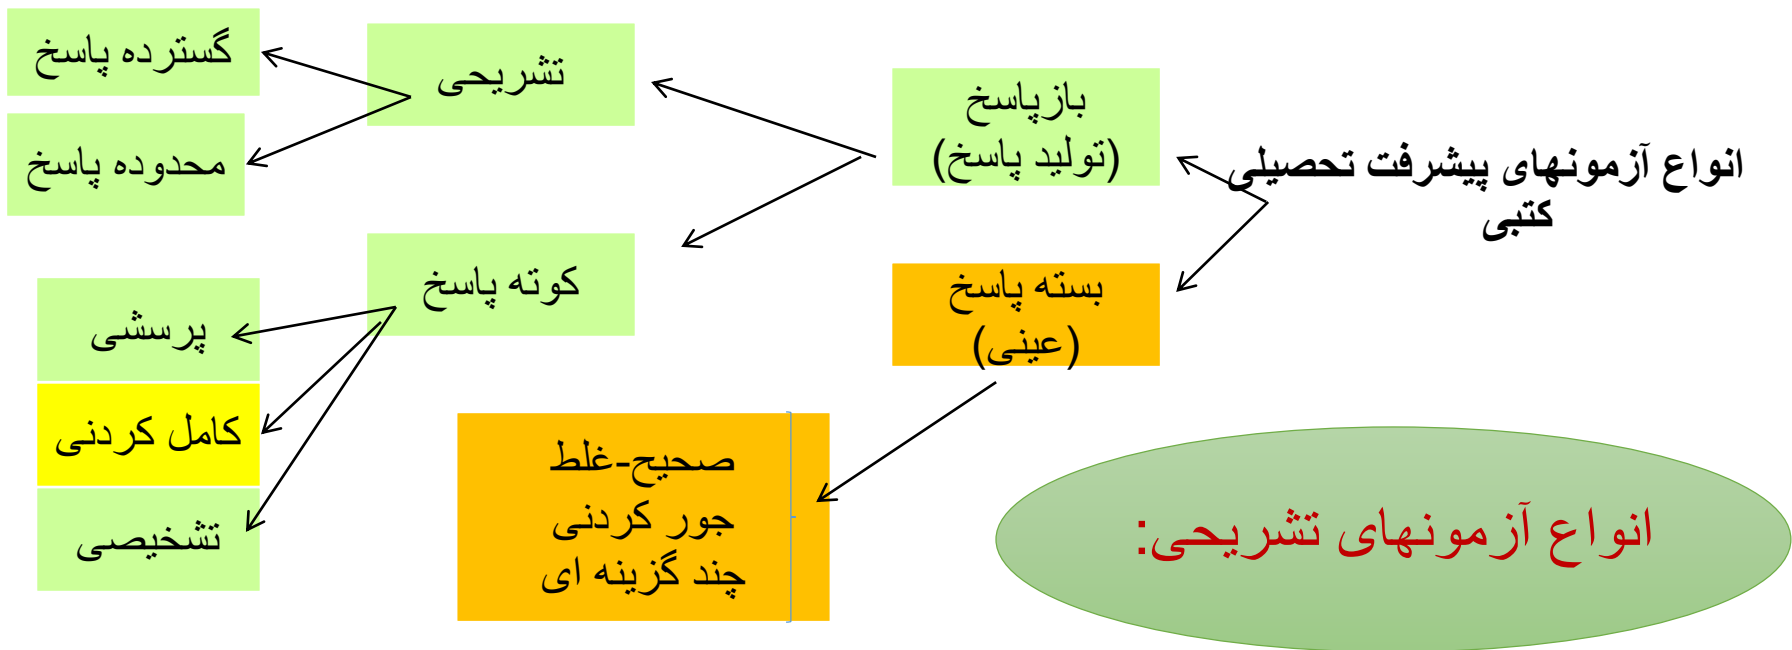 انواع آزمونهای پیشرفت تحصیلی
کتبی
بازپاسخ
(تولید پاسخ)
تشریحی
گسترده پاسخ
محدوده پاسخ
کوته پاسخ
پرسشی
کامل کردنی
تشخیصی
بسته پاسخ
(عینی)
صحیح-غلط
جور کردنی
چند گزینه ای
انواع آزمونهای تشریحی: